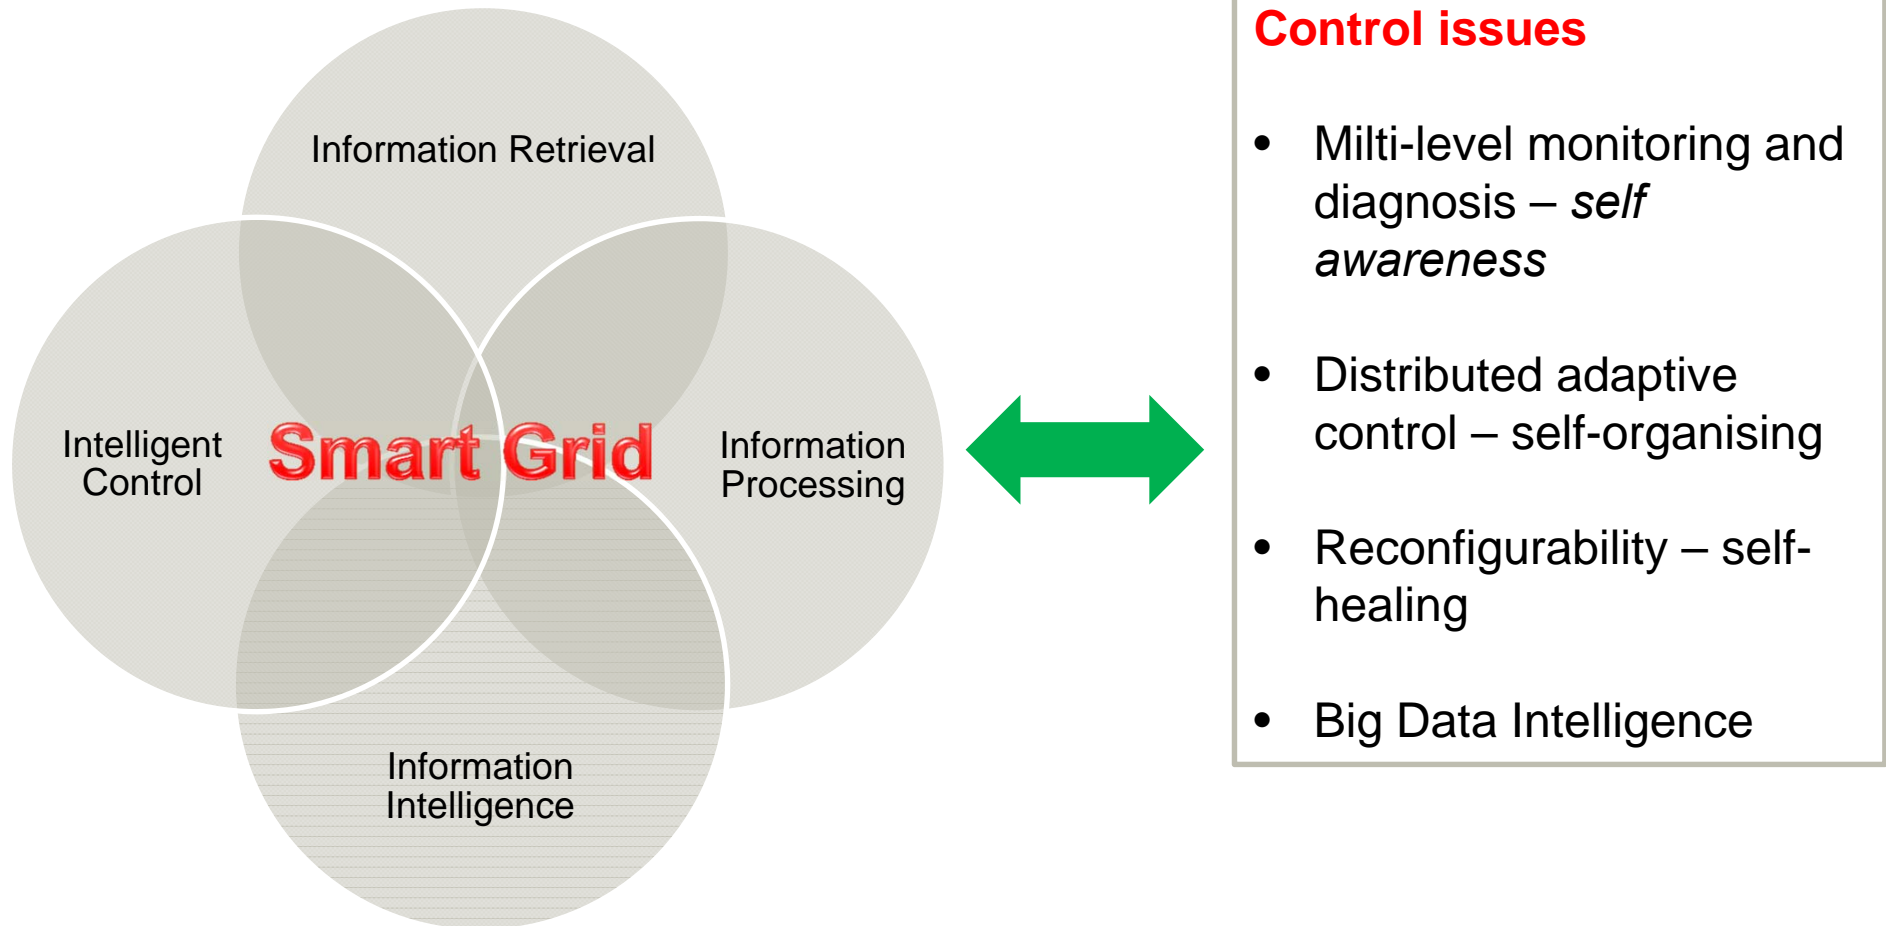 Information Retrieval
Intelligent
Control
Smart Grid
Information
Processing
Information
Intelligence
Control issues
• Milti-level monitoring and
diagnosis – self
awareness
• Distributed adaptive
control – self-organising
• Reconfigurability – self-
healing
• Big Data Intelligence